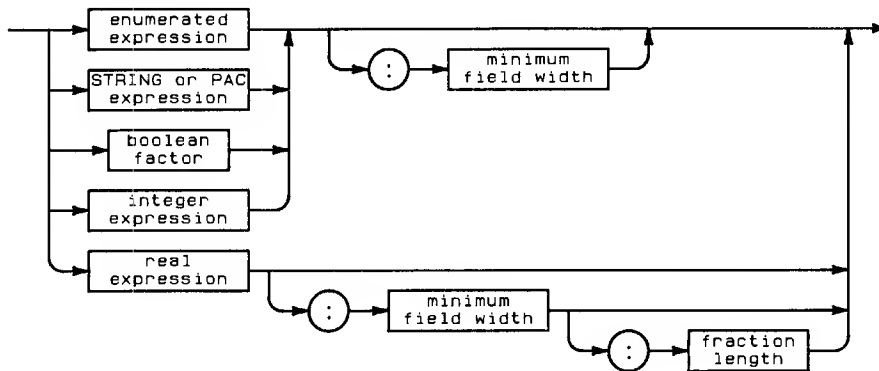 enumerated
expression
:
minimum
field width
STRING or PAC
expression
boolean
factor
integer
expression
real
expression
:
minimum
field width
:
fraction
length